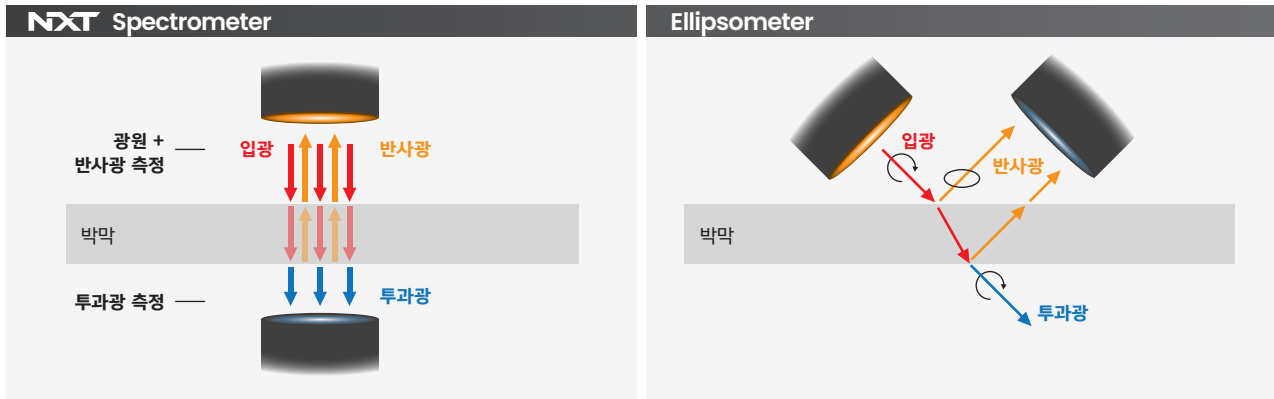 NXT Spectrometer
광원 +
반사광 측정
입광
반사광
박막
투과광 측정
투과광
Ellipsometer
입광
반사광
박막
투과광